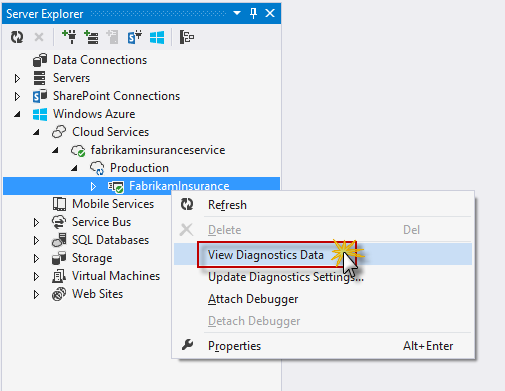 Server Explorer
Data Connections
Servers
SharePoint Connections
Windows Azure
Cloud Services
fabrikaminsuranceservice
Production
FabrikamInsurance
Mobile Services
Service Bus
SQL Databases
Storage
Virtual Machines
Web Sites
Refresh
Delete Del
View Diagnostics Data
Update Diagnostics Settings...
Attach Debugger
Detach Debugger
Properties Alt+Enter